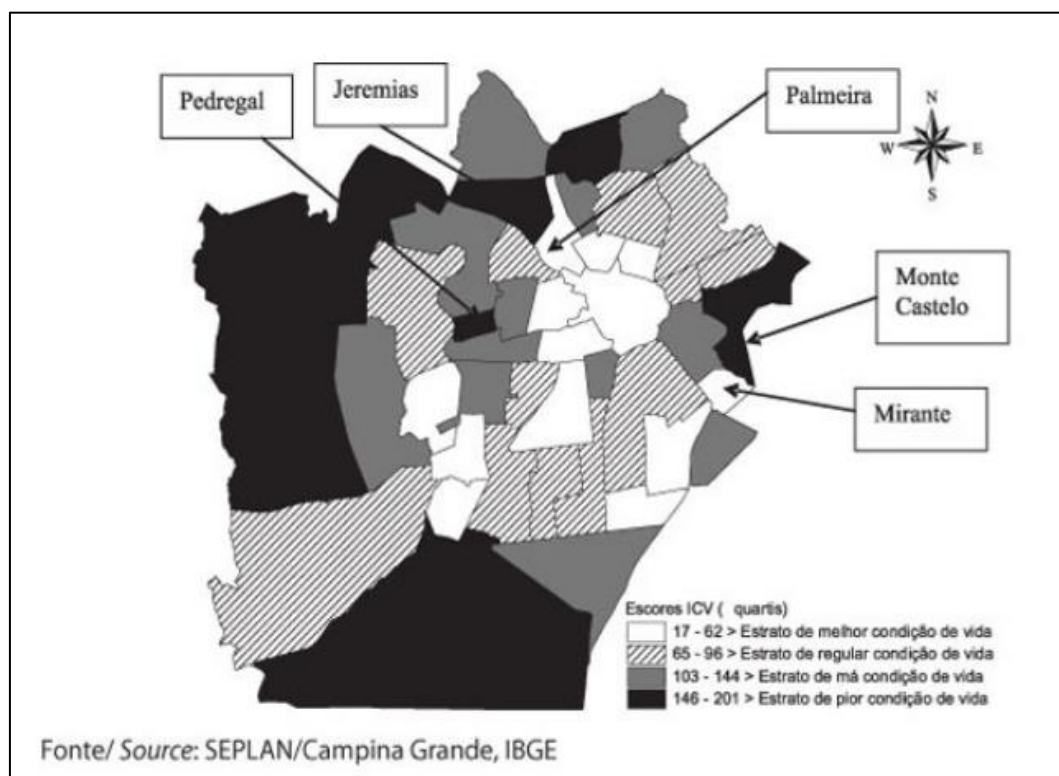 Pedregal
Jeremias
Palmeira
N
W
E
S
Monte
Castelo
Mirante
Escores ICV ( quartis)
17 - 62 > Estrato de melhor condição de vida
65 - 96 > Estrato de regular condição de vida
103 - 144 > Estrato de má condição de vida
146 - 201 > Estrato de pior condição de vida
Fonte/ Source: SEPLAN/Campina Grande, IBGE